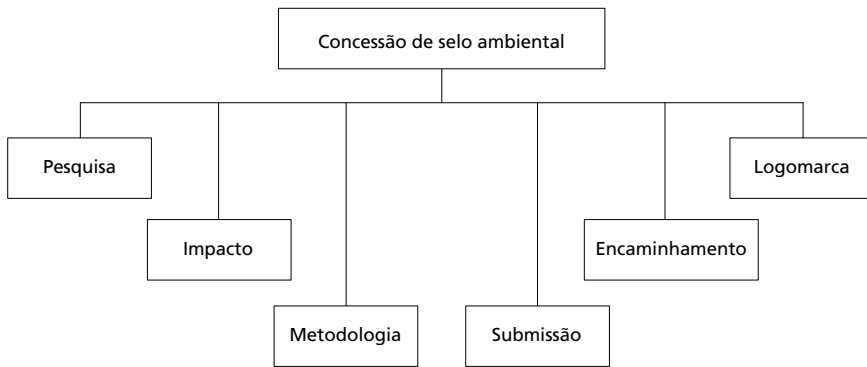 Concessão de selo ambiental
Pesquisa
Logomarca
Impacto
Encaminhamento
Metodologia
Submissão